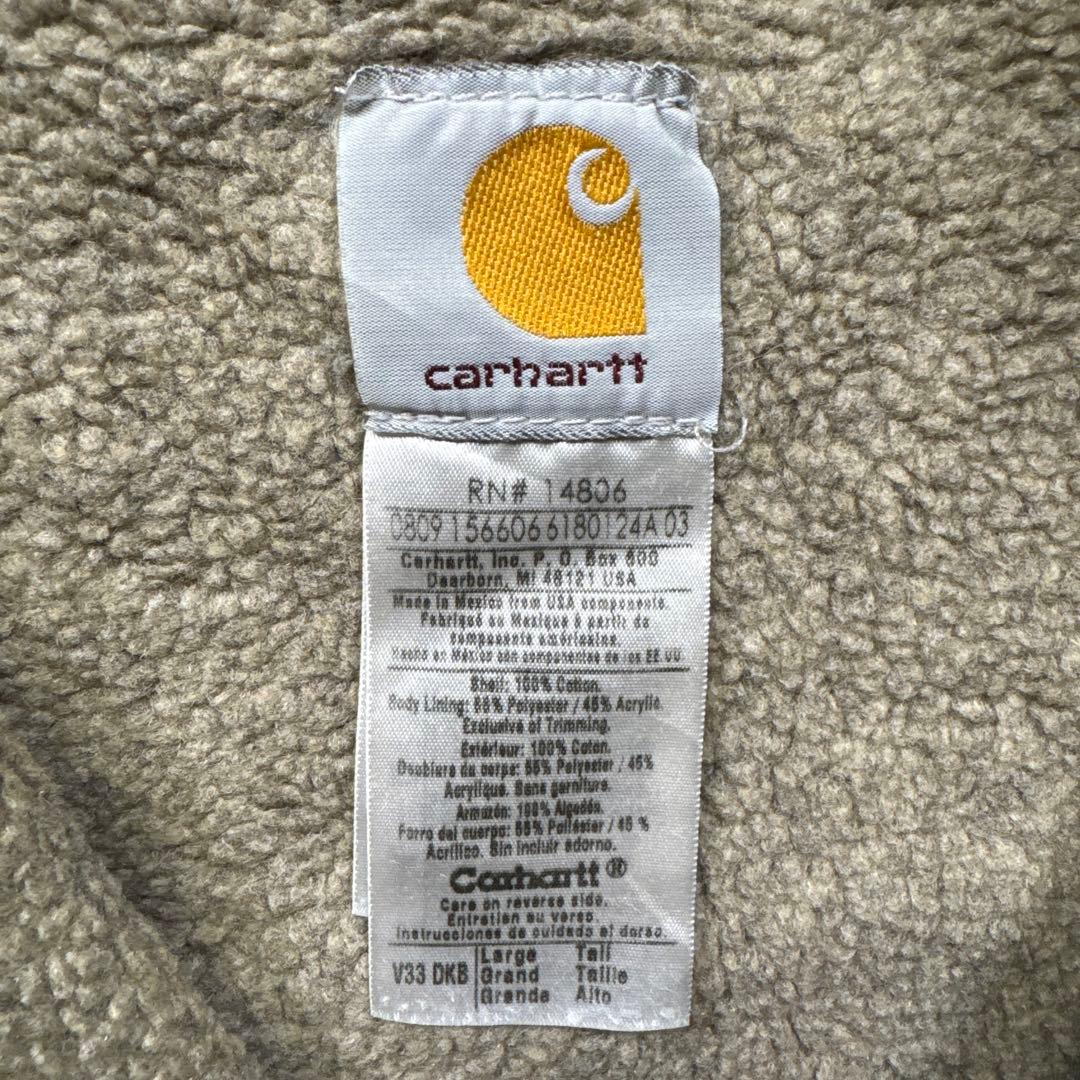 carhartt
RN# 14806
0809 1566066180124A 03
Carhartt, Inc. P. O. Box 600
Dearborn, MI 48121 USA
Made in Mexico from USA components.
Fabriqué au Mexique à partir de
composants américains.
Hecho en México con componentes de los EE UU
Shell: 100% Cotton.
Body Lining: 55% Polyester / 45% Acrylic.
Exclusive of Trimming.
Extérieur: 100% Coton.
Doublure du corps: 55% Polyester / 45%
Acrylique. Sans garniture.
Armazón: 100% Algodón.
Forro del cuerpo: 55% Poliéster / 45 %
Acrílico. Sin incluir adorno.
Carhartt®
Care on reverse side.
Entretien au verso.
Instrucciones de cuidado al dorso.
V33 DKB Large Tall
Grand Taille
Grande Alto